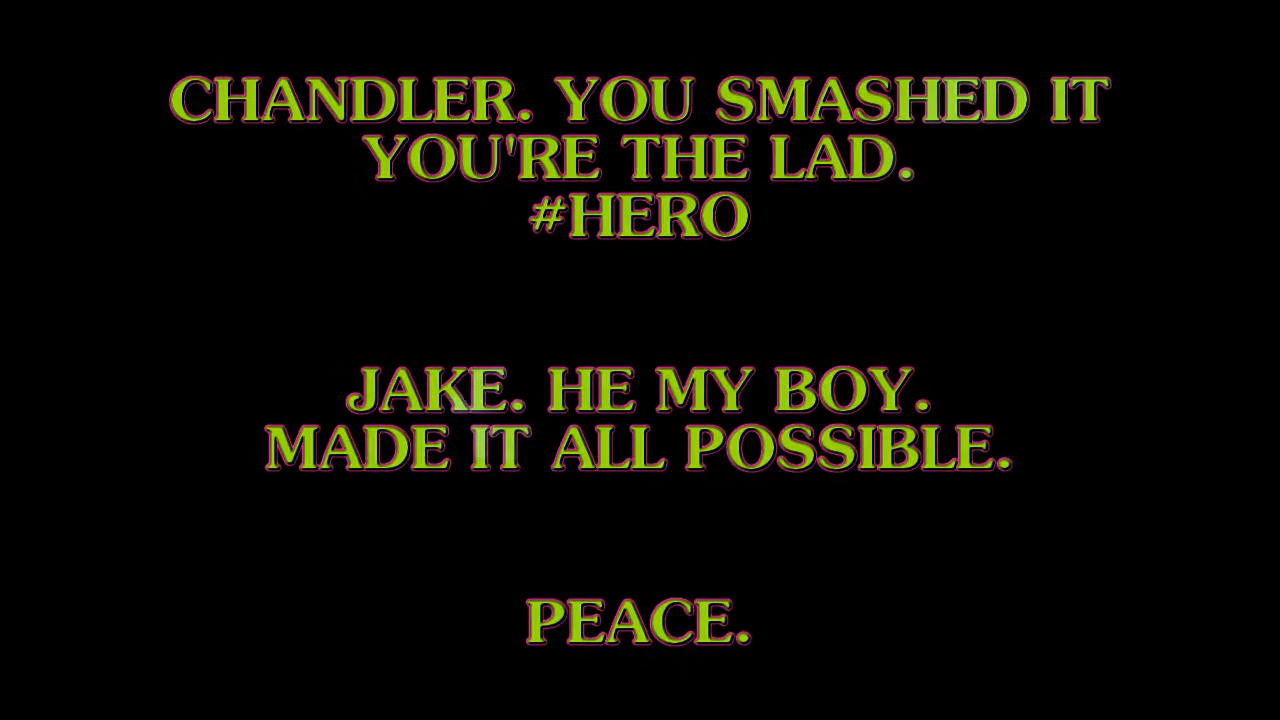 CHANDLER. YOU SMASHED IT
YOU'RE THE LAD.
#HERO
JAKE. HE MY BOY.
MADE IT ALL POSSIBLE.
PEACE.